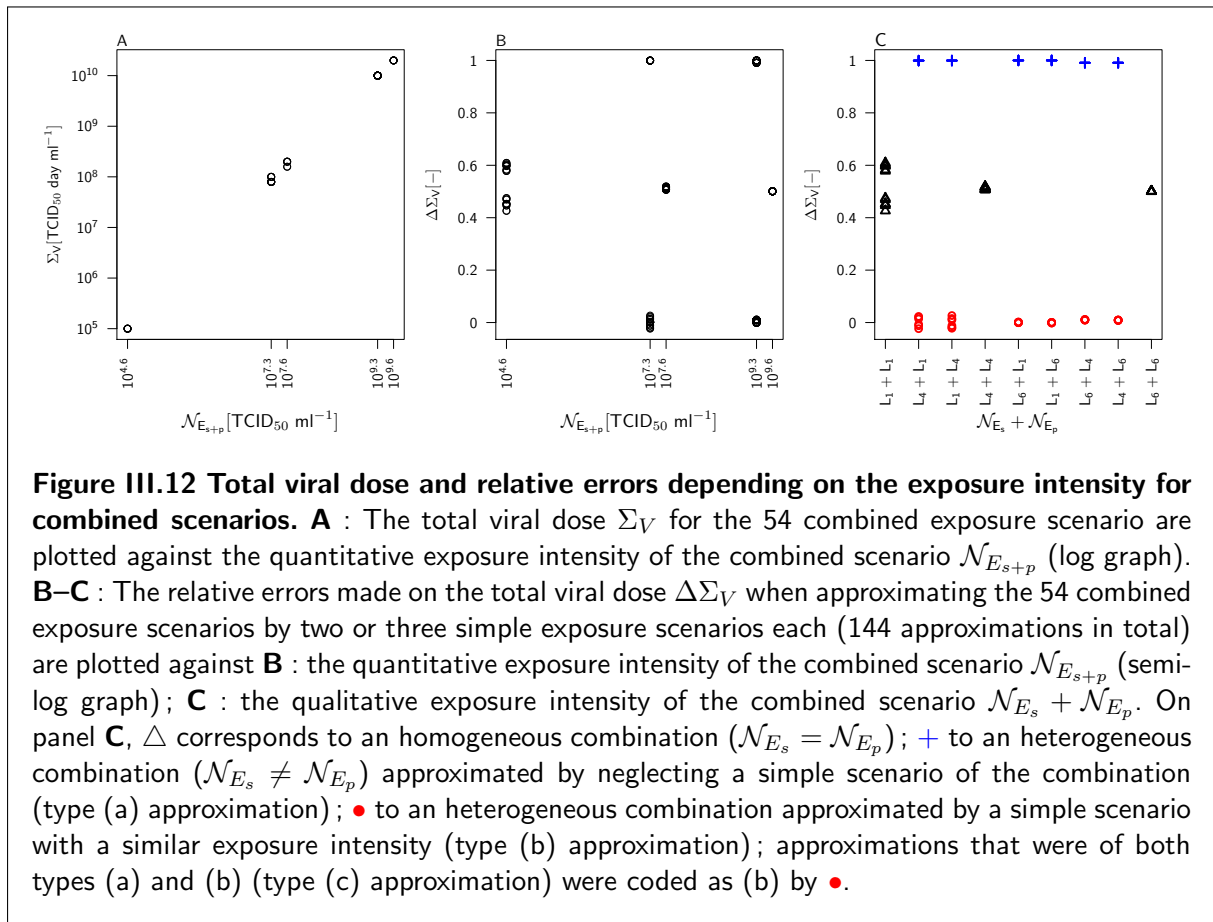 A
10^10
10^9
10^8
10^7
10^6
10^5
Σ_V[TCID_50 day ml^−1]
10^4.6
10^7.3
10^7.6
10^9.3
10^9.6
𝒩_E_s+p[TCID_50 ml^−1]
B
1
0.8
0.6
0.4
0.2
0
ΔΣ_V[−]
10^4.6
10^7.3
10^7.6
10^9.3
10^9.6
𝒩_E_s+p[TCID_50 ml^−1]
C
1
0.8
0.6
0.4
0.2
0
ΔΣ_V[−]
L_1 + L_1
L_4 + L_1
L_1 + L_4
L_4 + L_4
L_6 + L_1
L_1 + L_6
L_6 + L_4
L_4 + L_6
L_6 + L_6
𝒩_E_s + 𝒩_E_p
Figure III.12 Total viral dose and relative errors depending on the exposure intensity for
combined scenarios. A : The total viral dose Σ_V for the 54 combined exposure scenario are
plotted against the quantitative exposure intensity of the combined scenario 𝒩_E_s+p (log graph).
B–C : The relative errors made on the total viral dose ΔΣ_V when approximating the 54 combined
exposure scenarios by two or three simple exposure scenarios each (144 approximations in total)
are plotted against B : the quantitative exposure intensity of the combined scenario 𝒩_E_s+p (semi-
log graph) ; C : the qualitative exposure intensity of the combined scenario 𝒩_E_s + 𝒩_E_p. On
panel C, △ corresponds to an homogeneous combination (𝒩_E_s = 𝒩_E_p) ; + to an heterogeneous
combination (𝒩_E_s ≠ 𝒩_E_p) approximated by neglecting a simple scenario of the combination
(type (a) approximation) ; • to an heterogeneous combination approximated by a simple scenario
with a similar exposure intensity (type (b) approximation) ; approximations that were of both
types (a) and (b) (type (c) approximation) were coded as (b) by •.